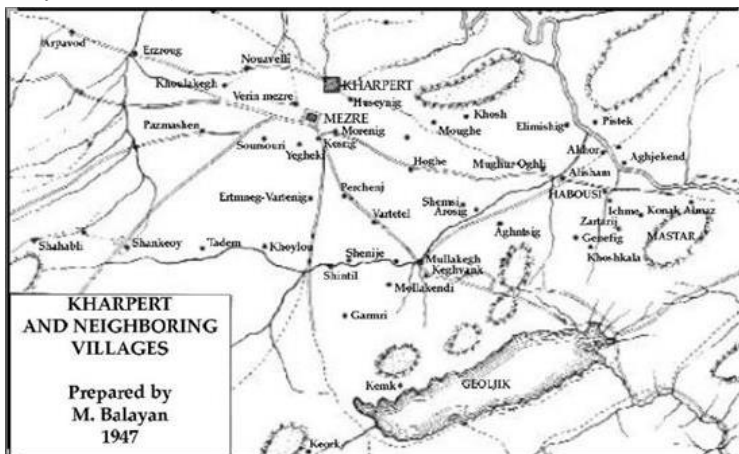 Arpavod
Erzroug
Nouavelli
KHARPERT
Khoulakegh
Veria mezre
Huseynig
MEZRE
Khosh
Moughe
Elimishig
Pistek
Pazmashen
Morenig
Soursouri
Kesrig
Yegheki
Akhor
Hoghe
Mughur-Oghli
Aghjekend
Alisham
Ertmneg-Vartenig
Perchenj
HABOUSI
Shemsi
Arosig
Ichme
Konak Almaz
Vartetel
Zartarij
Aghntsig
Genefig
MASTAR
Shahabli
Shankeoy
Tadem
Khoylou
Khoshkala
Shenije
Mullakegh
Shintil
Keghvank
Mollakendi
KHARPERT
AND NEIGHBORING
VILLAGES
Prepared by
M. Balayan
1947
Garmri
Kemk
GEOLJIK
Keork